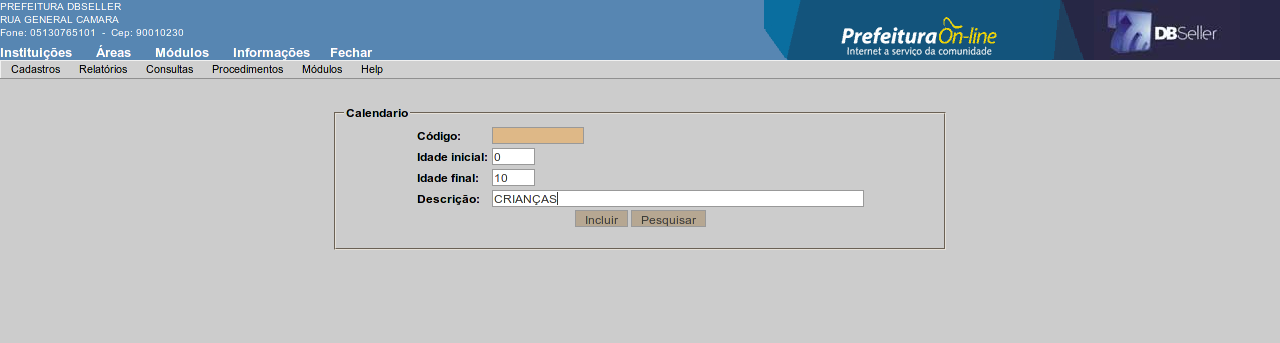 PREFEITURA DBSELLER
RUA GENERAL CAMARA
Fone: 05130765101 - Cep: 90010230
Prefeitura On-line
Internet a serviço da comunidade
DBSeller
Instituições Áreas Módulos Informações Fechar
Cadastros Relatórios Consultas Procedimentos Módulos Help
Calendario
Código:
Idade inicial: 0
Idade final: 10
Descrição: CRIANÇAS
Incluir Pesquisar